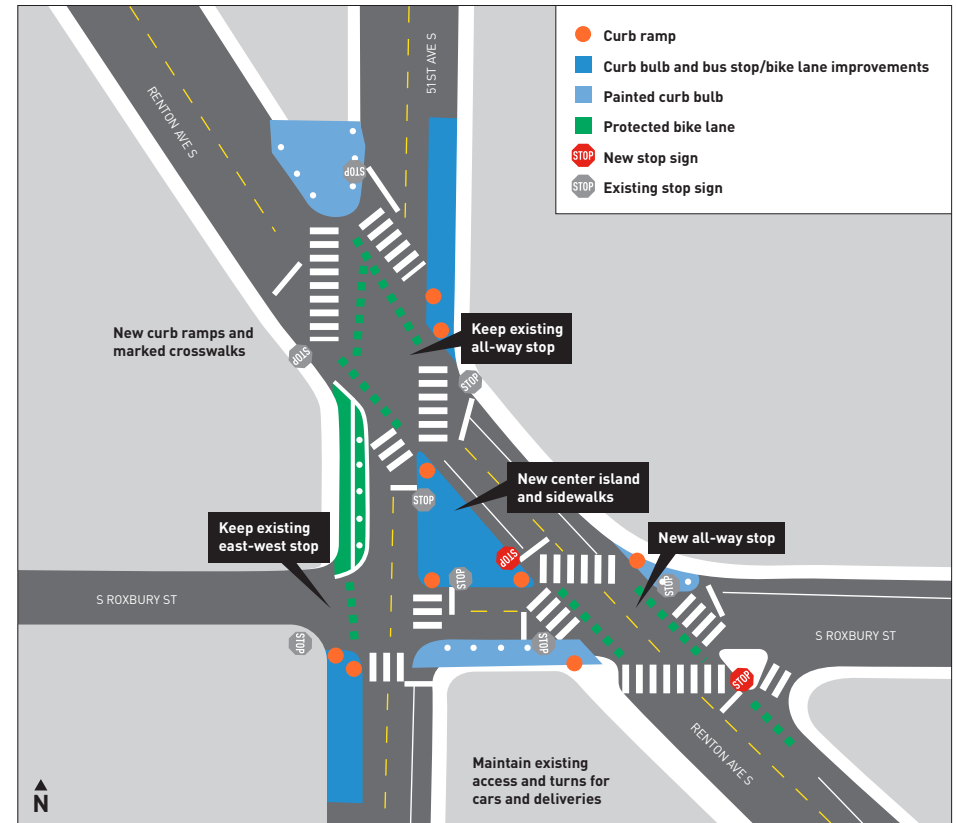 RENTON AVE S
51ST AVE S
Curb ramp
Curb bulb and bus stop/bike lane improvements
Painted curb bulb
Protected bike lane
STOP New stop sign
STOP Existing stop sign
STOP
New curb ramps and
marked crosswalks
STOP
Keep existing
all-way stop
STOP
New center island
and sidewalks
STOP
Keep existing
east-west stop
New all-way stop
STOP
STOP
STOP
S ROXBURY ST
S ROXBURY ST
STOP
STOP
STOP
RENTON AVE S
Maintain existing
access and turns for
cars and deliveries
N